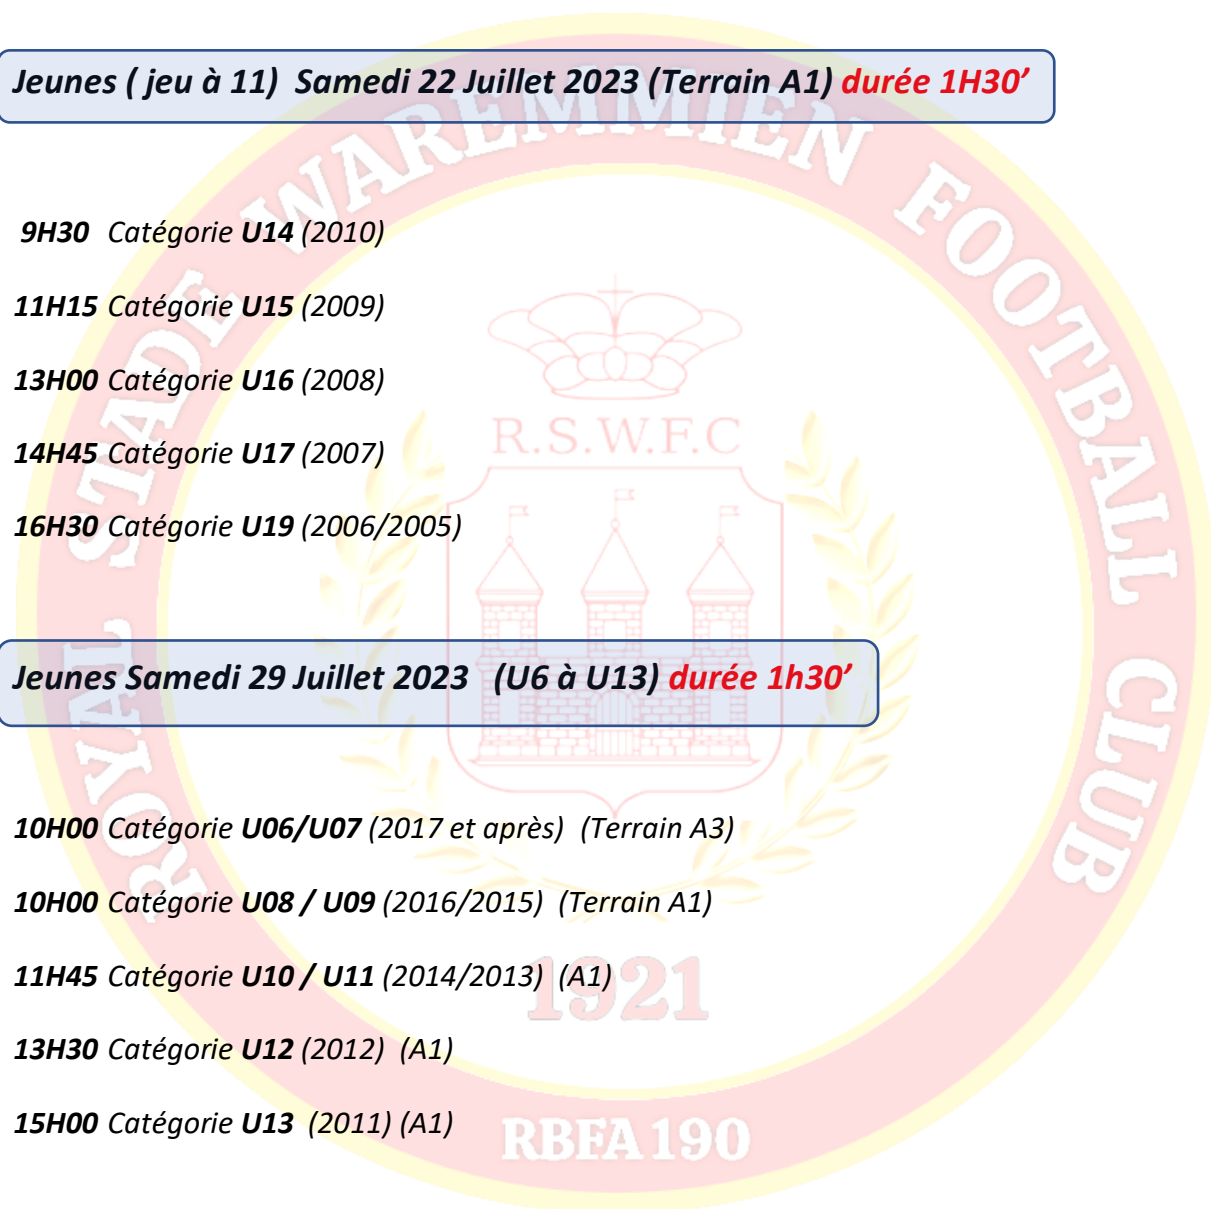 Jeunes ( jeu à 11) Samedi 22 Juillet 2023 (Terrain A1) durée 1H30’
9H30 Catégorie U14 (2010)
11H15 Catégorie U15 (2009)
13H00 Catégorie U16 (2008)
14H45 Catégorie U17 (2007)
16H30 Catégorie U19 (2006/2005)
Jeunes Samedi 29 Juillet 2023 (U6 à U13) durée 1h30’
10H00 Catégorie U06/U07 (2017 et après) (Terrain A3)
10H00 Catégorie U08 / U09 (2016/2015) (Terrain A1)
11H45 Catégorie U10 / U11 (2014/2013) (A1)
13H30 Catégorie U12 (2012) (A1)
15H00 Catégorie U13 (2011) (A1)
ROYAL STADE WAREMMIEN FOOTBALL CLUB
R.S.W.F.C
1921
RBFA 190